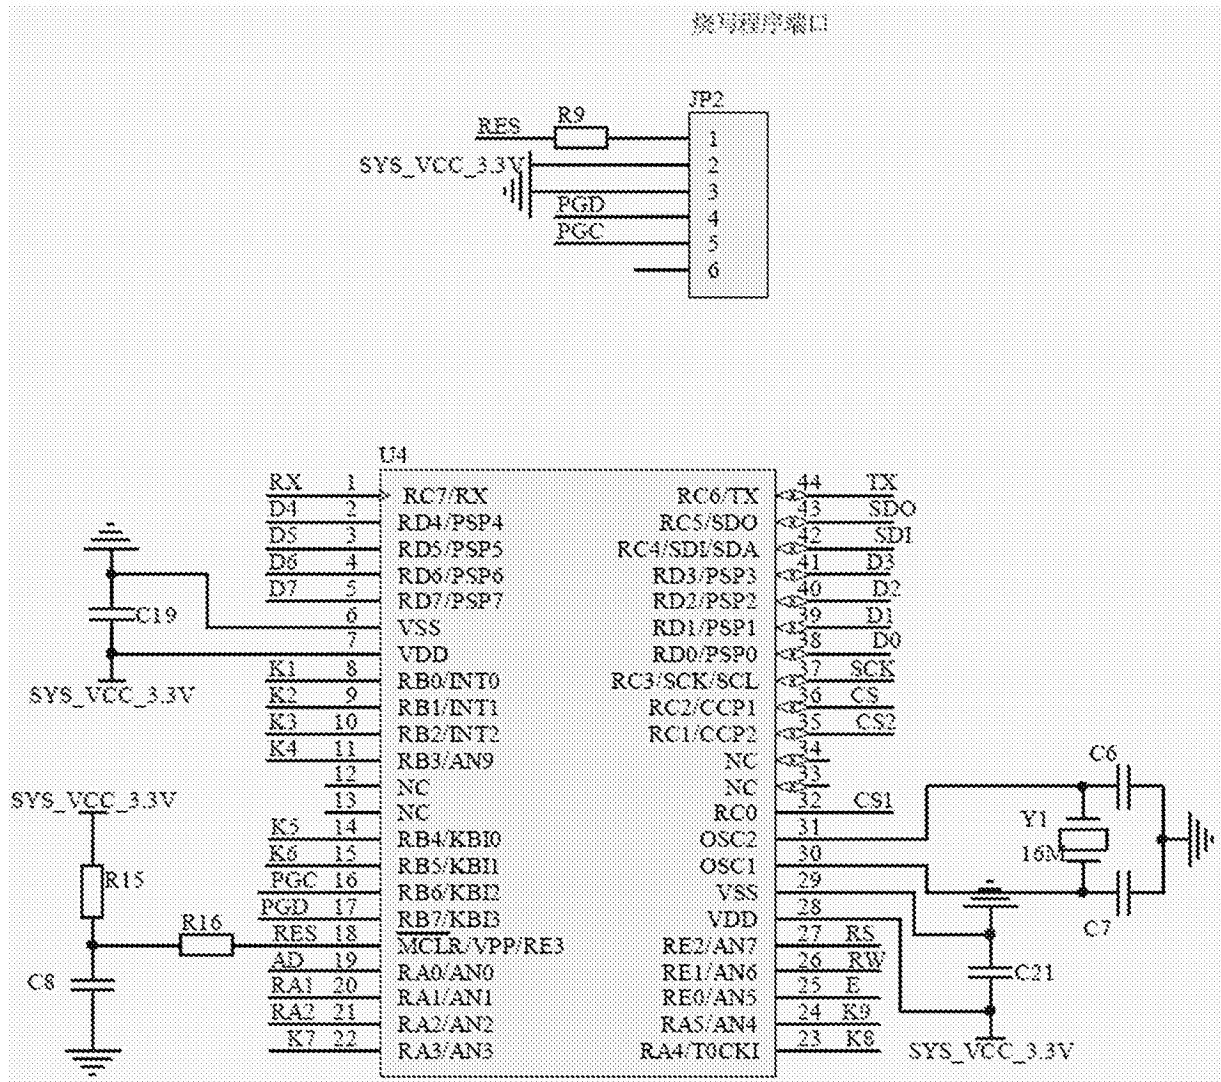 烧写程序端口
JP2
RES R9 1
SYS_VCC_3.3V 2
3
PGD 4
PGC 5
6
U4
RX 1 RC7/RX RC6/TX 44 TX
D4 2 RD4/PSP4 RC5/SDO 43 SDO
D5 3 RD5/PSP5 RC4/SDI/SDA 42 SDI
D6 4 RD6/PSP6 RD3/PSP3 41 D3
D7 5 RD7/PSP7 RD2/PSP2 40 D2
C19 6 VSS RD1/PSP1 39 D1
7 VDD RD0/PSP0 38 D0
SYS_VCC_3.3V K1 8 RB0/INT0 RC3/SCK/SCL 37 SCK
K2 9 RB1/INT1 RC2/CCP1 36 CS
K3 10 RB2/INT2 RC1/CCP2 35 CS2
K4 11 RB3/AN9 NC 34 C6
12 NC NC 33
SYS_VCC_3.3V 13 NC RC0 32 CS1
K5 14 RB4/KBI0 OSC2 31 Y1
K6 15 RB5/KBI1 OSC1 30 16M
R15 PGC 16 RB6/KBI2 VSS 29
PGD 17 RB7/KBI3 VDD 28 C7
R16 RES 18 MCLR/VPP/RE3 RE2/AN7 27 RS
C8 AD 19 RA0/AN0 RE1/AN6 26 RW C21
RA1 20 RA1/AN1 RE0/AN5 25 E
RA2 21 RA2/AN2 RA5/AN4 24 K9
K7 22 RA3/AN3 RA4/T0CKI 23 K8 SYS_VCC_3.3V